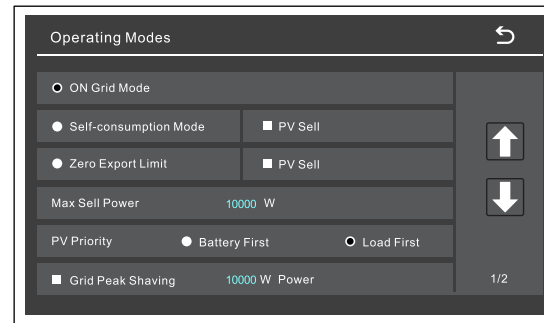 Operating Modes
ON Grid Mode
Self-consumption Mode PV Sell
Zero Export Limit PV Sell
Max Sell Power 10000 W
PV Priority Battery First Load First
Grid Peak Shaving 10000 W Power 1/2